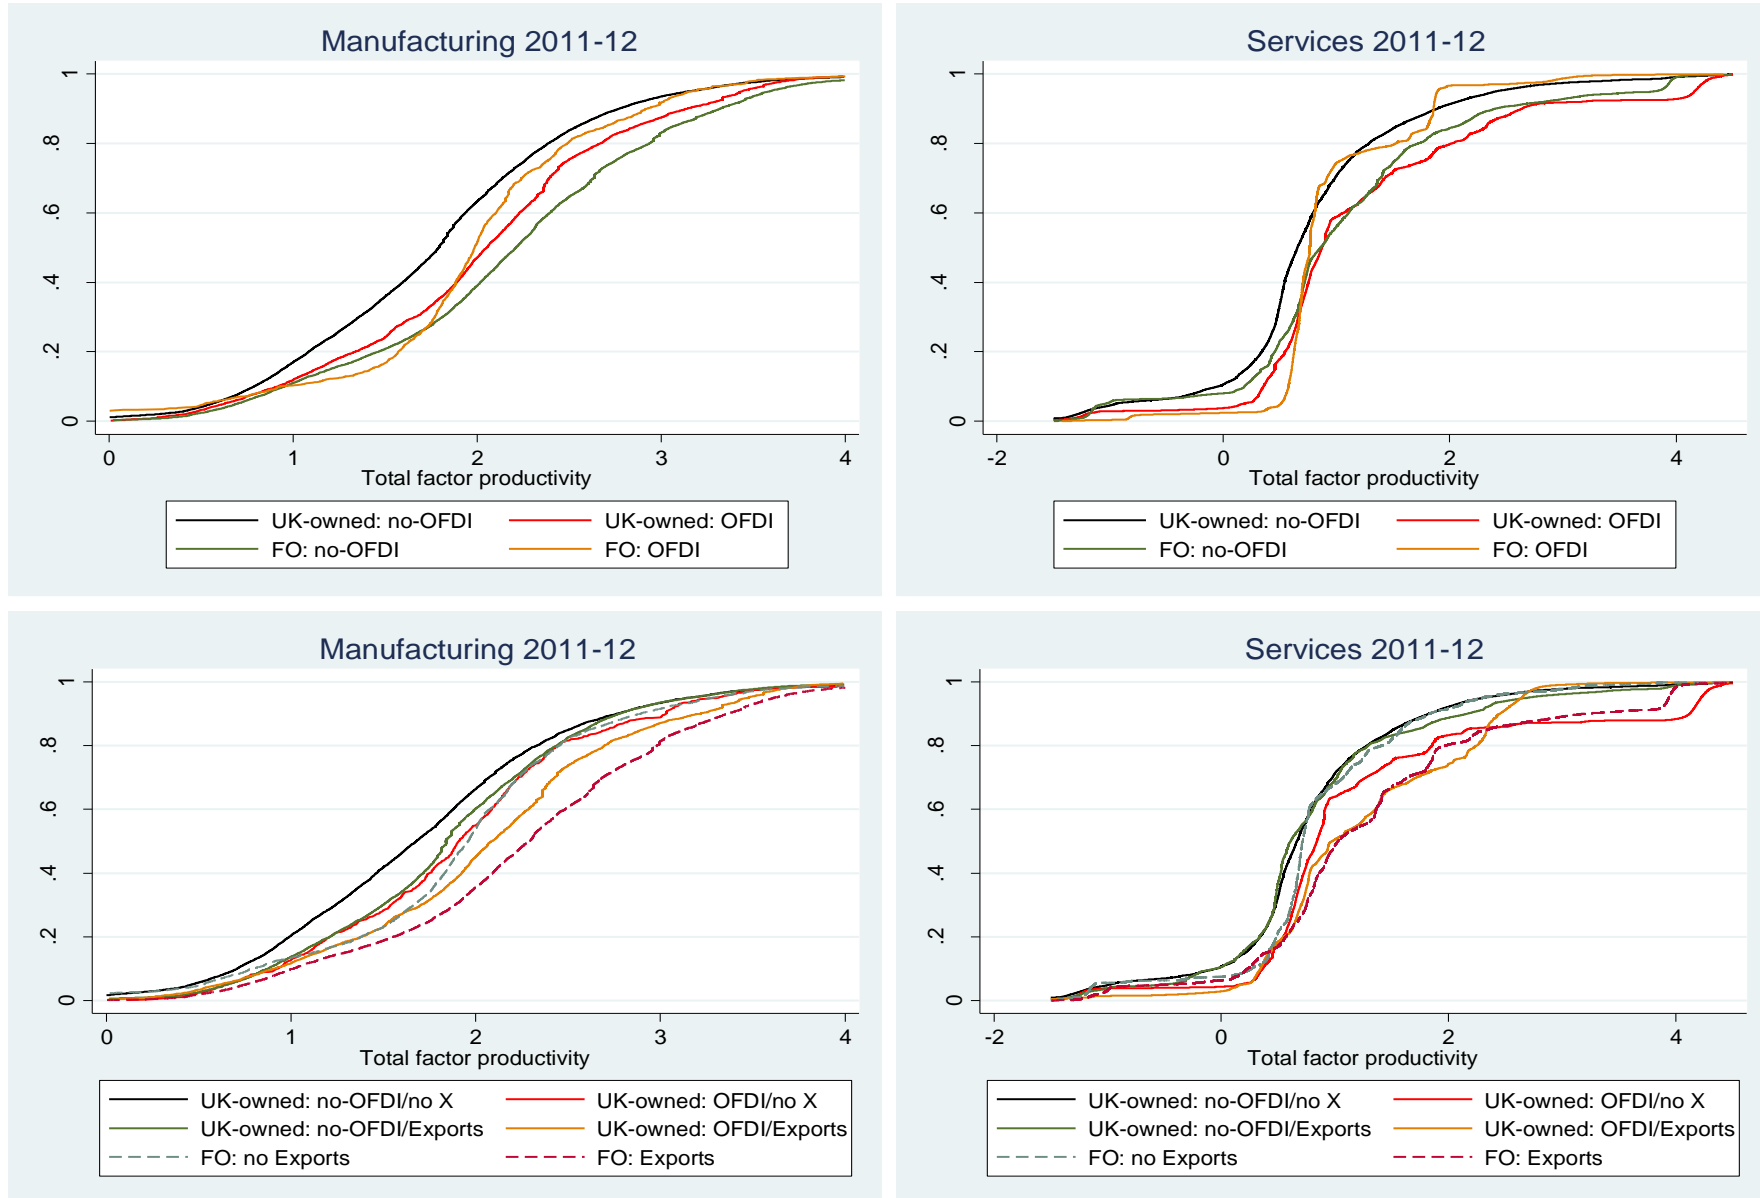 Manufacturing 2011-12
1
.8
.6
.4
.2
0
0 1 2 3 4
Total factor productivity
UK-owned: no-OFDI UK-owned: OFDI
FO: no-OFDI FO: OFDI
Services 2011-12
1
.8
.6
.4
.2
0
-2 0 2 4
Total factor productivity
UK-owned: no-OFDI UK-owned: OFDI
FO: no-OFDI FO: OFDI
Manufacturing 2011-12
1
.8
.6
.4
.2
0
0 1 2 3 4
Total factor productivity
UK-owned: no-OFDI/no X UK-owned: OFDI/no X
UK-owned: no-OFDI/Exports UK-owned: OFDI/Exports
FO: no Exports FO: Exports
Services 2011-12
1
.8
.6
.4
.2
0
-2 0 2 4
Total factor productivity
UK-owned: no-OFDI/no X UK-owned: OFDI/no X
UK-owned: no-OFDI/Exports UK-owned: OFDI/Exports
FO: no Exports FO: Exports